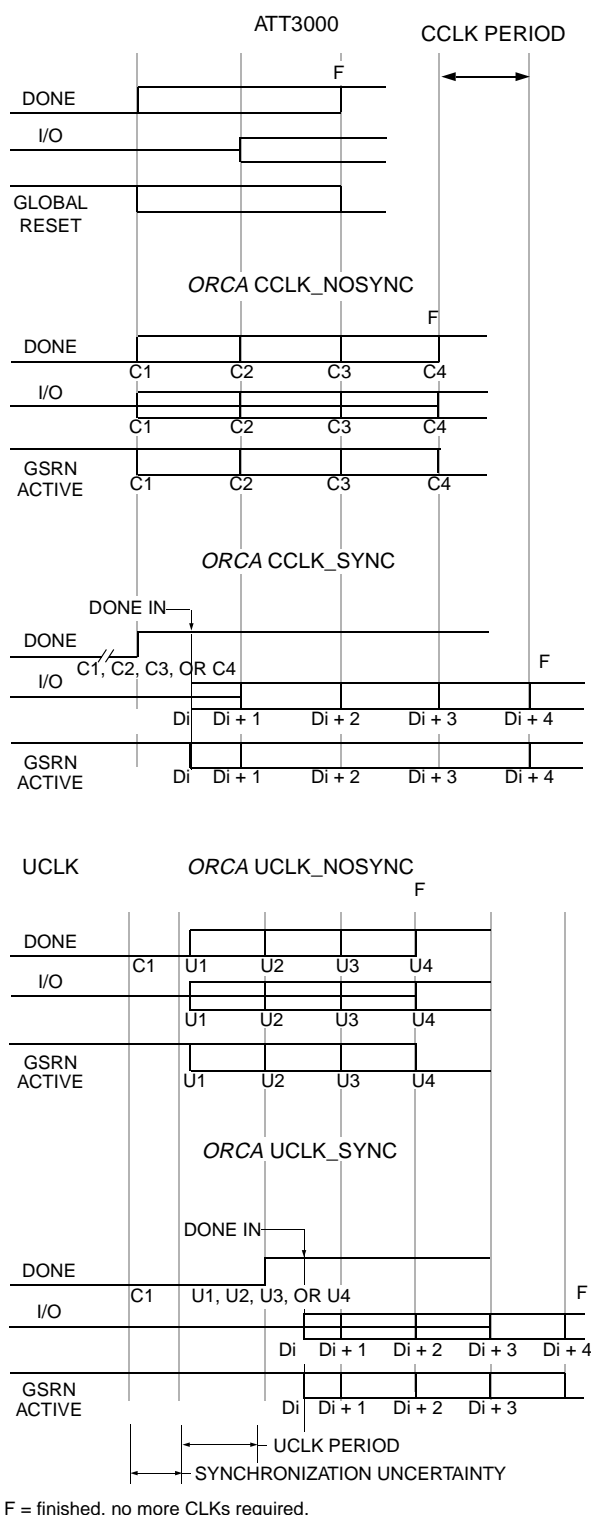 ATT3000
CCLK PERIOD
F
DONE
I/O
GLOBAL
RESET
ORCA CCLK_NOSYNC
F
DONE
C1 C2 C3 C4
I/O
C1 C2 C3 C4
GSRN
ACTIVE
C1 C2 C3 C4
ORCA CCLK_SYNC
DONE IN
DONE
C1, C2, C3, OR C4
F
I/O
Di Di + 1 Di + 2 Di + 3 Di + 4
GSRN
ACTIVE
Di Di + 1 Di + 2 Di + 3 Di + 4
UCLK ORCA UCLK_NOSYNC
F
DONE
C1 U1 U2 U3 U4
I/O
U1 U2 U3 U4
GSRN
ACTIVE
U1 U2 U3 U4
ORCA UCLK_SYNC
DONE IN
DONE
C1 U1, U2, U3, OR U4
F
I/O
Di Di + 1 Di + 2 Di + 3 Di + 4
GSRN
ACTIVE
Di Di + 1 Di + 2 Di + 3
UCLK PERIOD
SYNCHRONIZATION UNCERTAINTY
F = finished, no more CLKs required.